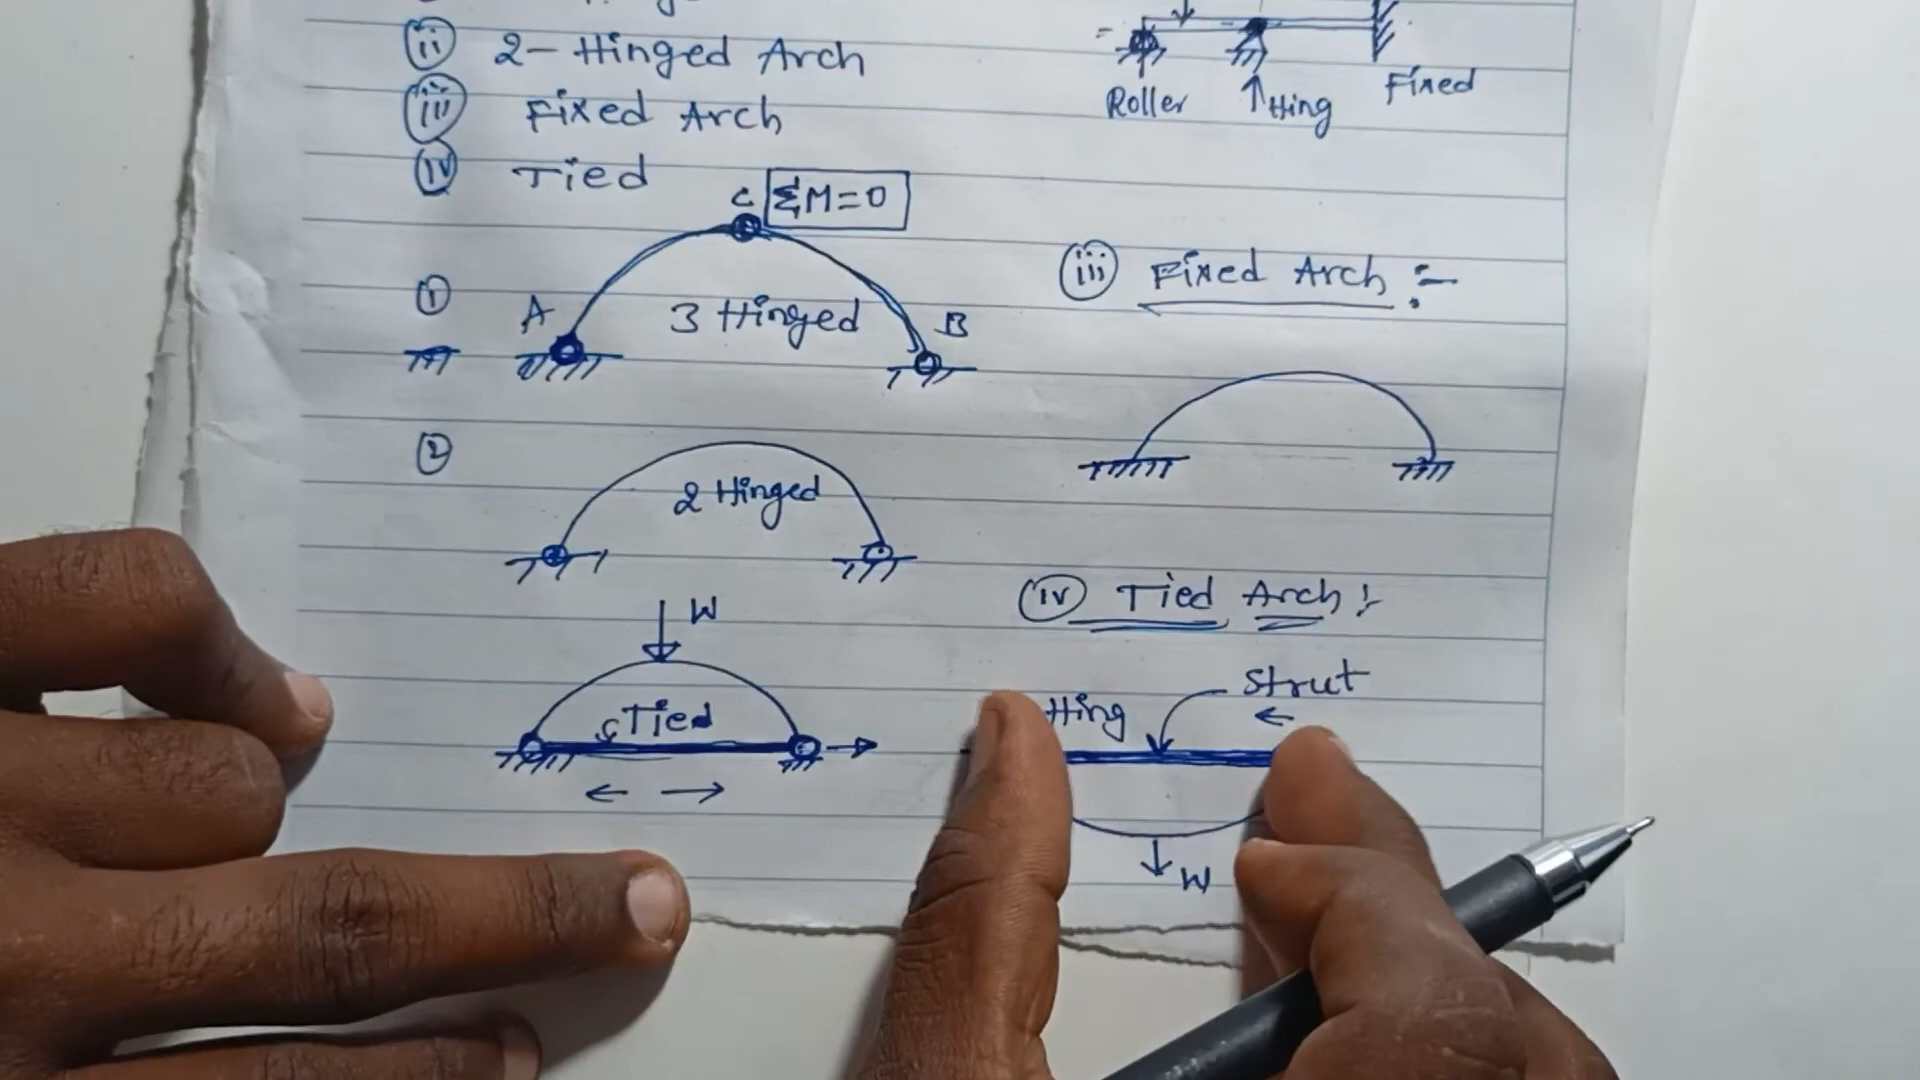 (ii) 2- Hinged Arch
(iii) Fixed Arch
(iv) Tied
Roller
Hing
Fixed
C ΣM=0
(1)
A
3 Hinged
B
(iii) Fixed Arch :-
(2)
2 Hinged
(iv) Tied Arch :
W
Tied
Strut
Hing
W